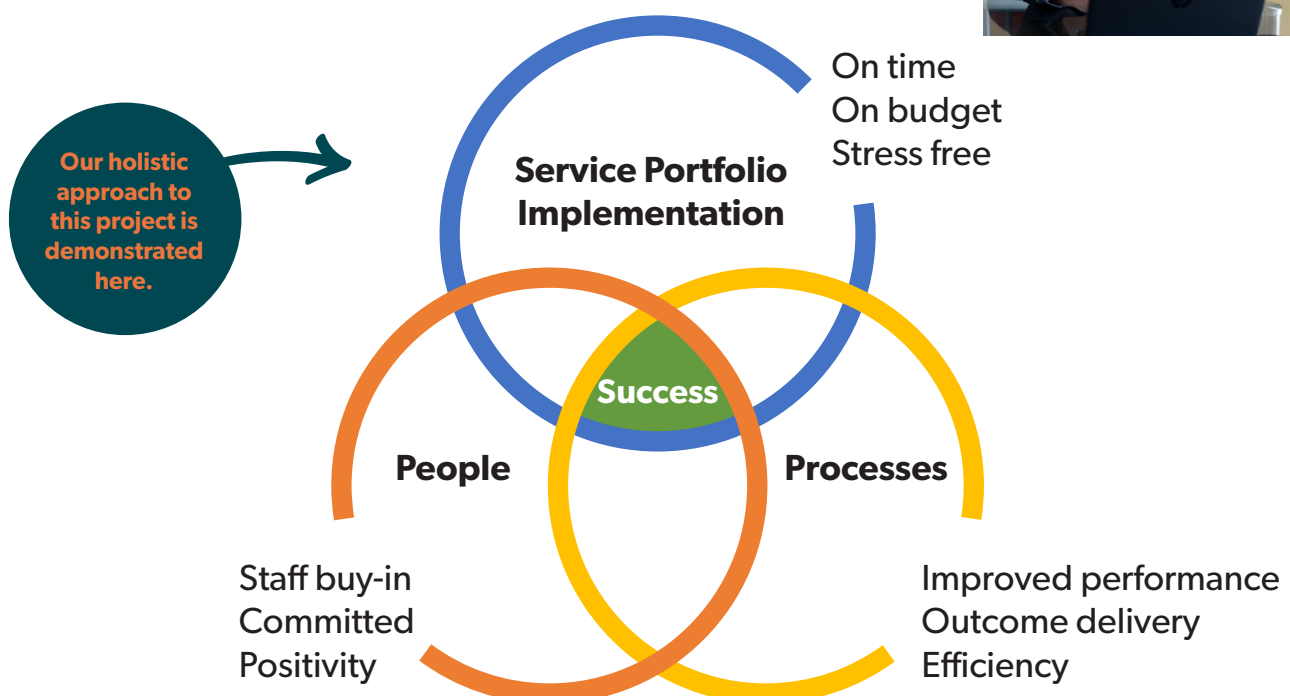 Our holistic
approach to
this project is
demonstrated
here.
On time
On budget
Stress free
Service Portfolio
Implementation
Success
People
Processes
Staff buy-in
Committed
Positivity
Improved performance
Outcome delivery
Efficiency